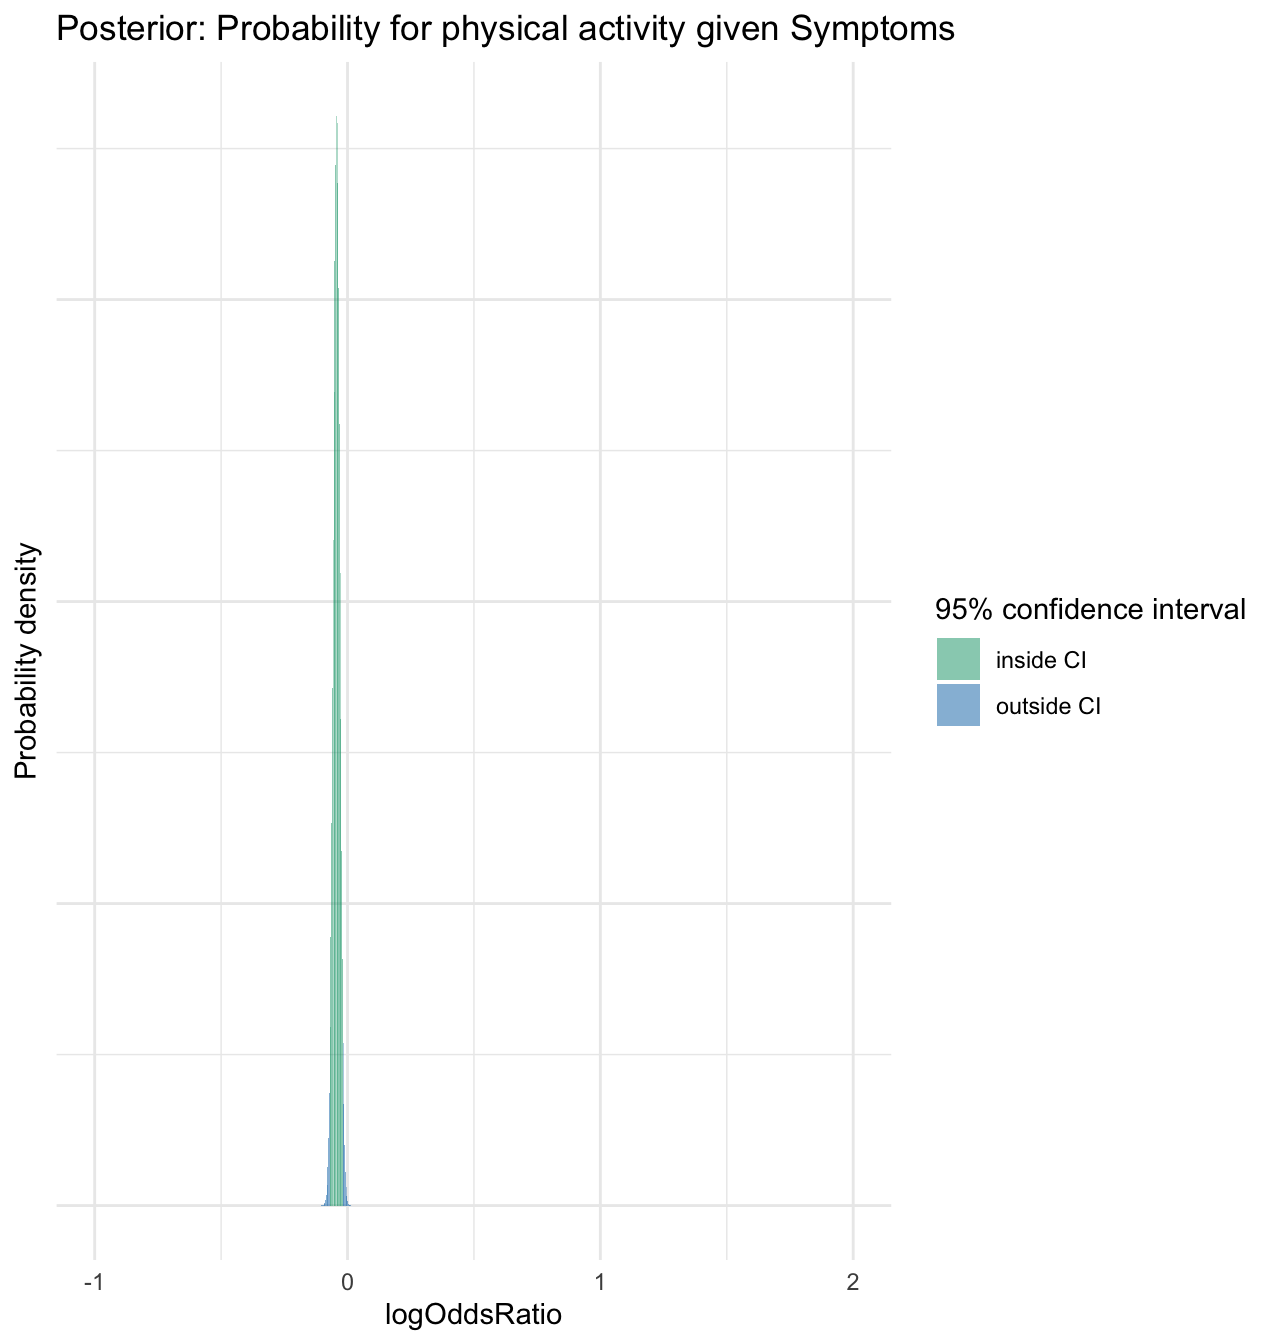 Posterior: Probability for physical activity given Symptoms
Probability density
95% confidence interval
inside CI
outside CI
-1 0 1 2
logOddsRatio